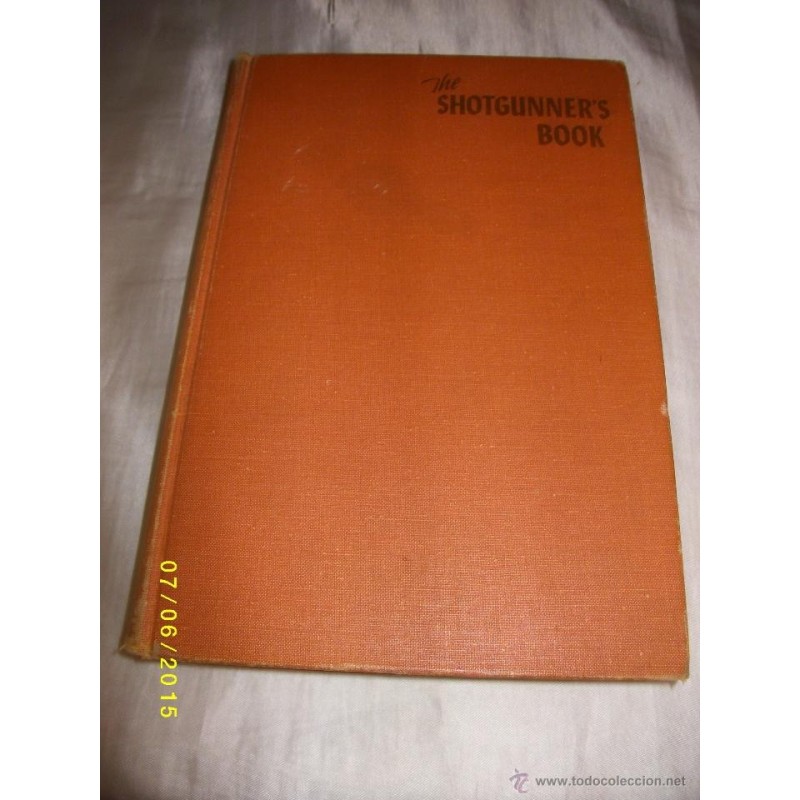 The
SHOTGUNNER'S
BOOK
07/06/2015
www.todocoleccion.net